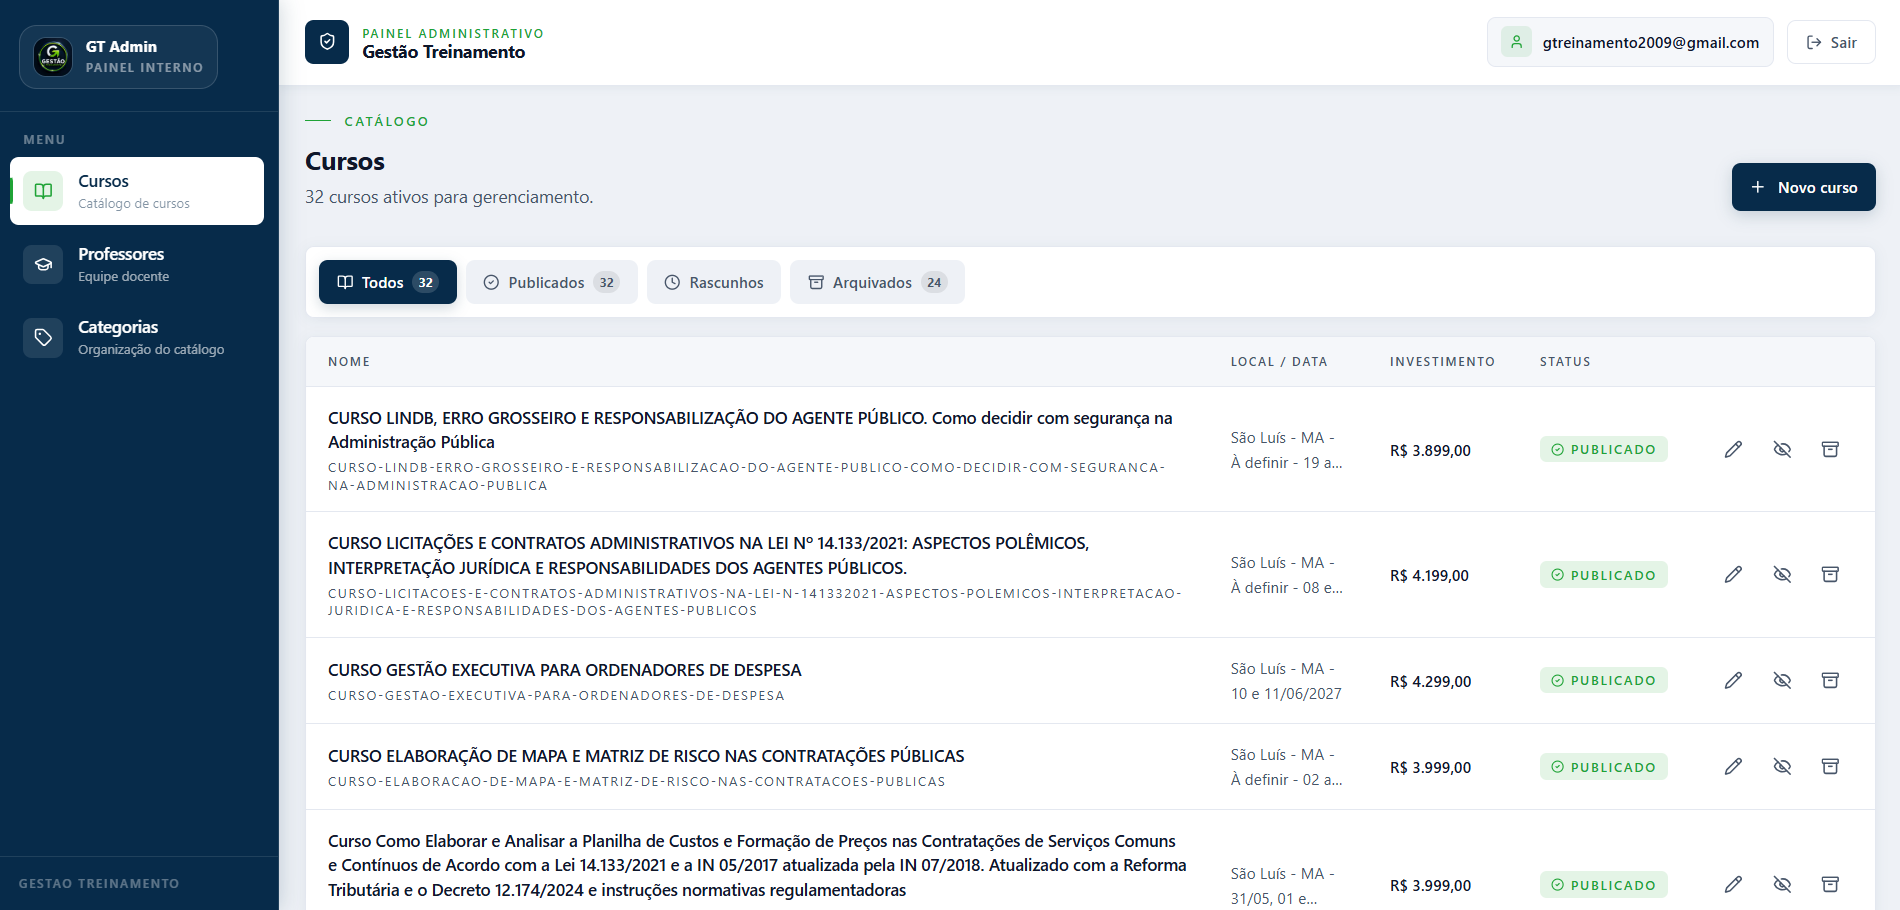 GT Admin
PAINEL INTERNO
MENU
Cursos
Catálogo de cursos
Professores
Equipe docente
Categorias
Organização do catálogo
GESTAO TREINAMENTO
PAINEL ADMINISTRATIVO
Gestão Treinamento
gtreinamento2009@gmail.com
Sair
CATÁLOGO
Cursos
32 cursos ativos para gerenciamento.
+ Novo curso
Todos 32
Publicados 32
Rascunhos
Arquivados 24
NOME LOCAL / DATA INVESTIMENTO STATUS
CURSO LINDB, ERRO GROSSEIRO E RESPONSABILIZAÇÃO DO AGENTE PÚBLICO. Como decidir com segurança na
Administração Pública
CURSO-LINDB-ERRO-GROSSEIRO-E-RESPONSABILIZACAO-DO-AGENTE-PUBLICO-COMO-DECIDIR-COM-SEGURANCA-
NA-ADMINISTRACAO-PUBLICA
São Luís - MA -
À definir - 19 a...
R$ 3.899,00
PUBLICADO
CURSO LICITAÇÕES E CONTRATOS ADMINISTRATIVOS NA LEI Nº 14.133/2021: ASPECTOS POLÊMICOS,
INTERPRETAÇÃO JURÍDICA E RESPONSABILIDADES DOS AGENTES PÚBLICOS.
CURSO-LICITACOES-E-CONTRATOS-ADMINISTRATIVOS-NA-LEI-N-141332021-ASPECTOS-POLEMICOS-INTERPRETACAO-
JURIDICA-E-RESPONSABILIDADES-DOS-AGENTES-PUBLICOS
São Luís - MA -
À definir - 08 e...
R$ 4.199,00
PUBLICADO
CURSO GESTÃO EXECUTIVA PARA ORDENADORES DE DESPESA
CURSO-GESTAO-EXECUTIVA-PARA-ORDENADORES-DE-DESPESA
São Luís - MA -
10 e 11/06/2027
R$ 4.299,00
PUBLICADO
CURSO ELABORAÇÃO DE MAPA E MATRIZ DE RISCO NAS CONTRATAÇÕES PÚBLICAS
CURSO-ELABORACAO-DE-MAPA-E-MATRIZ-DE-RISCO-NAS-CONTRATACOES-PUBLICAS
São Luís - MA -
À definir - 02 a...
R$ 3.999,00
PUBLICADO
Curso Como Elaborar e Analisar a Planilha de Custos e Formação de Preços nas Contratações de Serviços Comuns
e Contínuos de Acordo com a Lei 14.133/2021 e a IN 05/2017 atualizada pela IN 07/2018. Atualizado com a Reforma
Tributária e o Decreto 12.174/2024 e instruções normativas regulamentadoras
São Luís - MA -
31/05, 01 e...
R$ 3.999,00
PUBLICADO